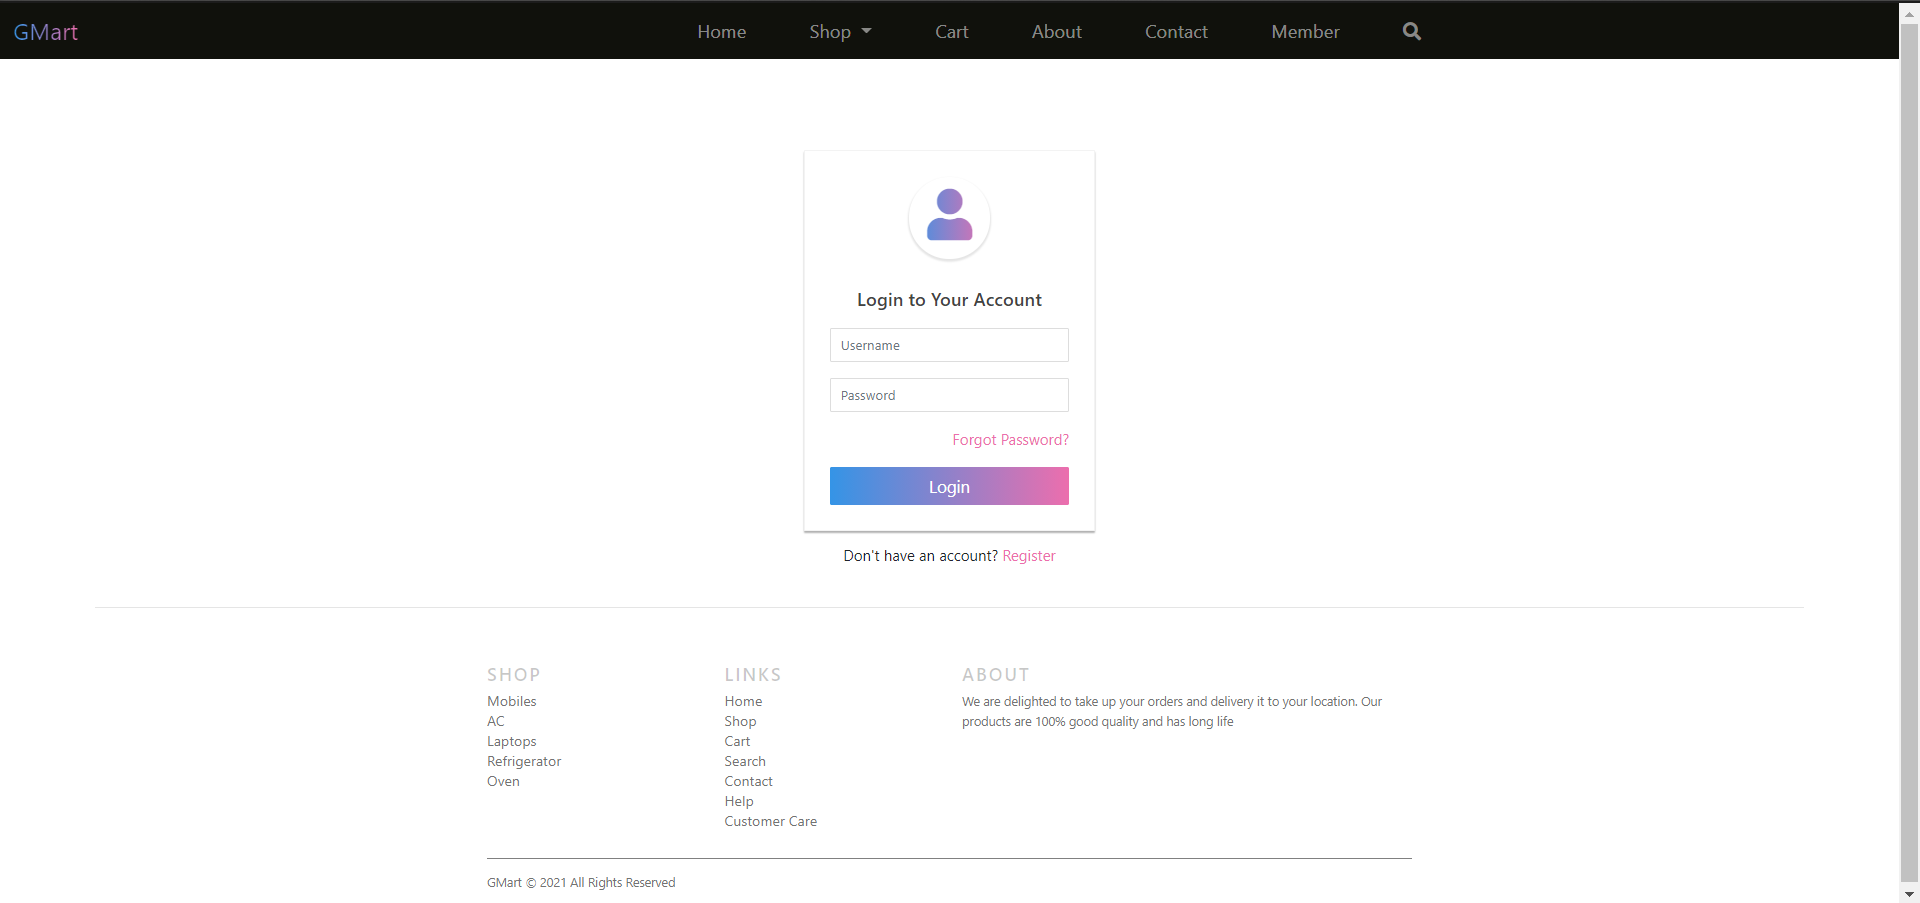 GMart
Home
Shop
Cart
About
Contact
Member
Login to Your Account
Username
Password
Forgot Password?
Login
Don't have an account? Register
SHOP
Mobiles
AC
Laptops
Refrigerator
Oven
LINKS
Home
Shop
Cart
Search
Contact
Help
Customer Care
ABOUT
We are delighted to take up your orders and delivery it to your location. Our
products are 100% good quality and has long life
GMart © 2021 All Rights Reserved